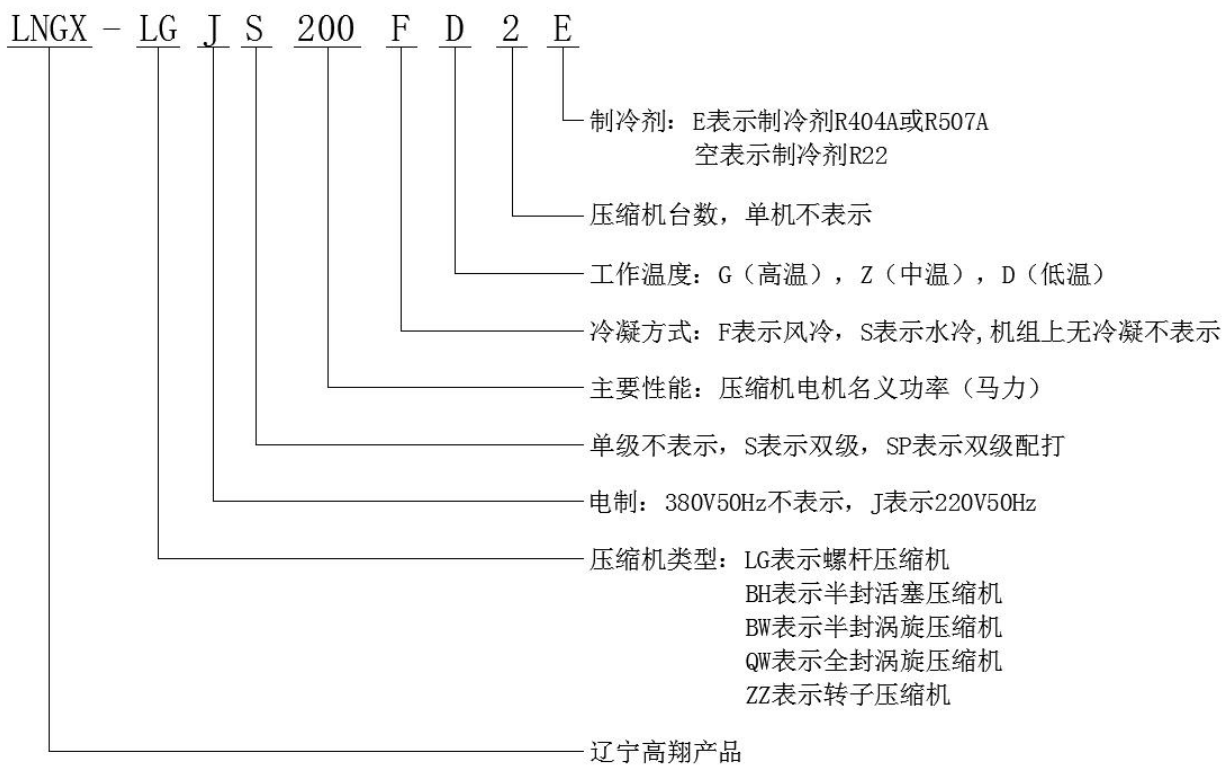 LNGX-LG J S 200 F D 2 E
制冷剂：E表示制冷剂R404A或R507A
空表示制冷剂R22
压缩机台数，单机不表示
工作温度：G（高温），Z（中温），D（低温）
冷凝方式：F表示风冷，S表示水冷,机组上无冷凝不表示
主要性能：压缩机电机名义功率（马力）
单级不表示，S表示双级，SP表示双级配打
电制：380V50Hz不表示，J表示220V50Hz
压缩机类型：LG表示螺杆压缩机
BH表示半封活塞压缩机
BW表示半封涡旋压缩机
QW表示全封涡旋压缩机
ZZ表示转子压缩机
辽宁高翔产品